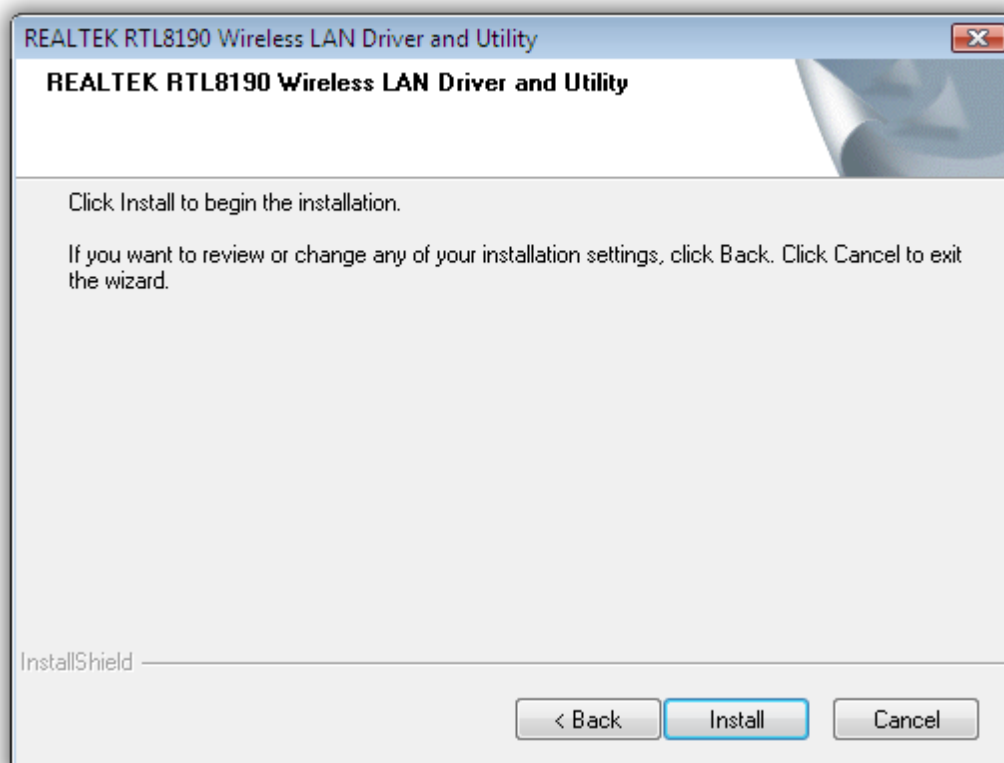 REALTEK RTL8190 Wireless LAN Driver and Utility
REALTEK RTL8190 Wireless LAN Driver and Utility
Click Install to begin the installation.
If you want to review or change any of your installation settings, click Back. Click Cancel to exit
the wizard.
InstallShield
< Back
Install
Cancel